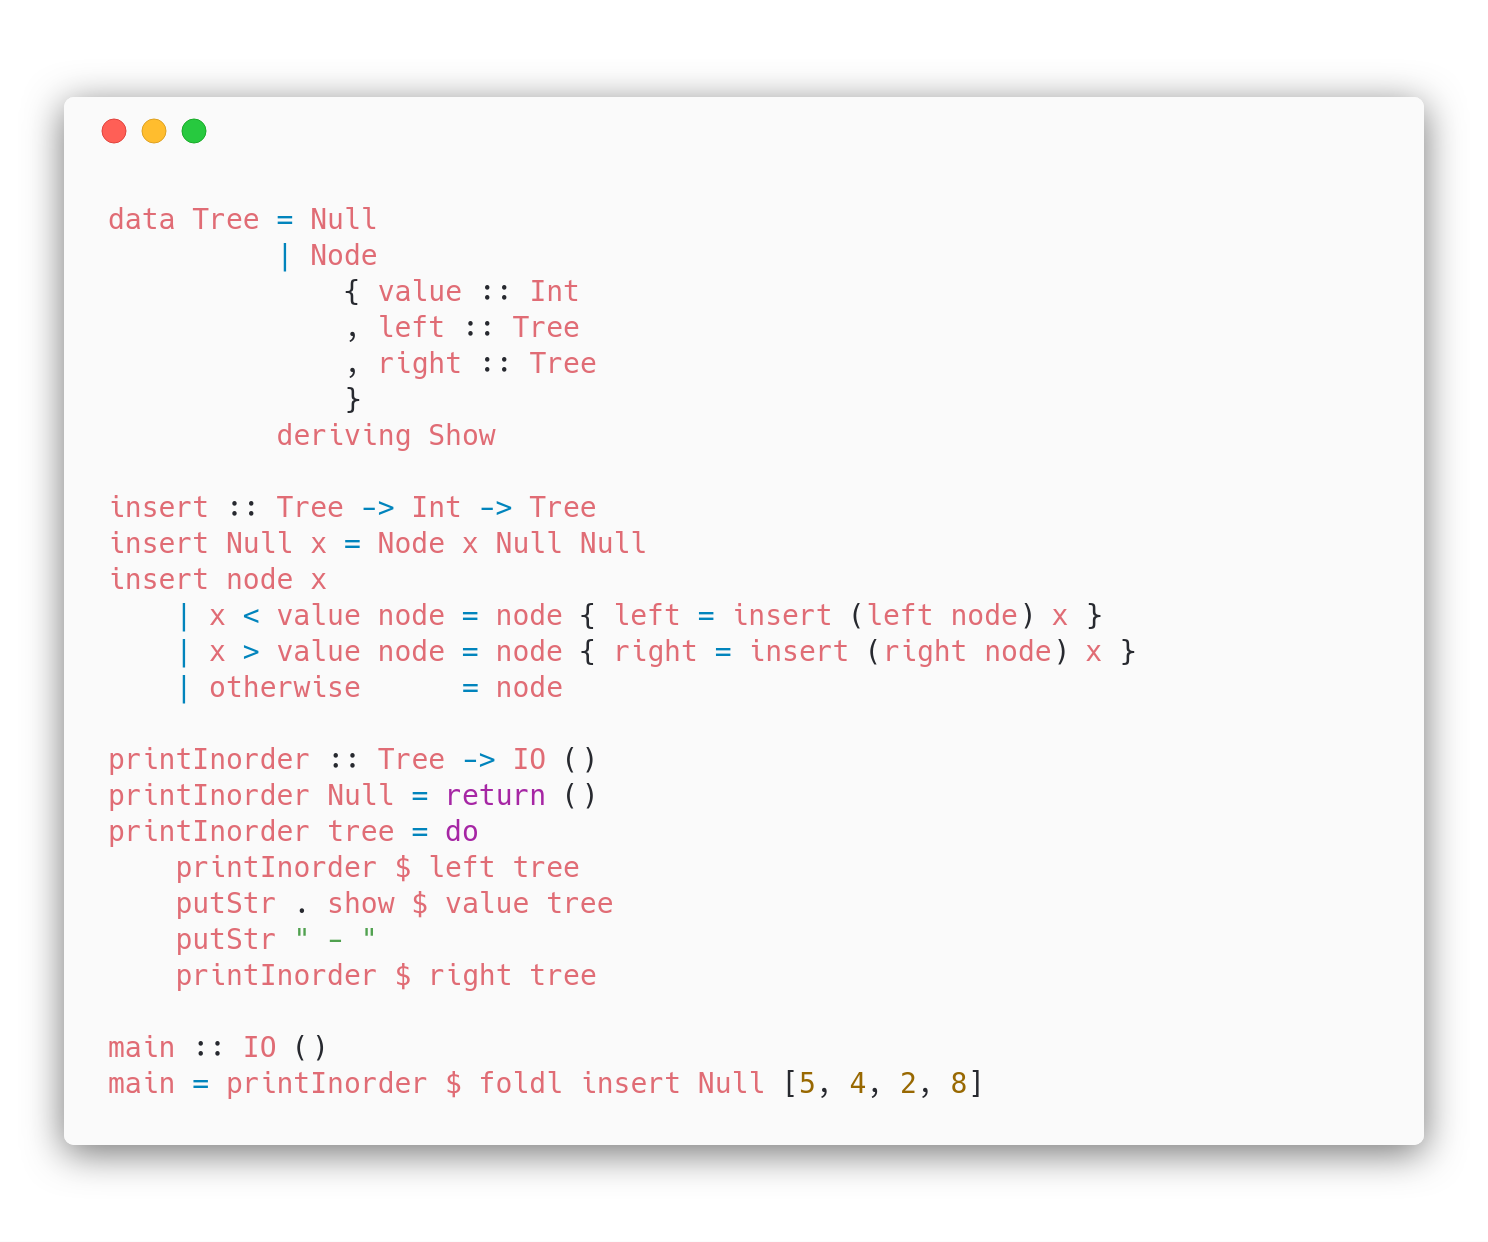 data Tree = Null
          | Node
              { value :: Int
              , left :: Tree
              , right :: Tree
              }
          deriving Show

insert :: Tree -> Int -> Tree
insert Null x = Node x Null Null
insert node x
    | x < value node = node { left = insert (left node) x }
    | x > value node = node { right = insert (right node) x }
    | otherwise      = node

printInorder :: Tree -> IO ()
printInorder Null = return ()
printInorder tree = do
    printInorder $ left tree
    putStr . show $ value tree
    putStr " - "
    printInorder $ right tree

main :: IO ()
main = printInorder $ foldl insert Null [5, 4, 2, 8]